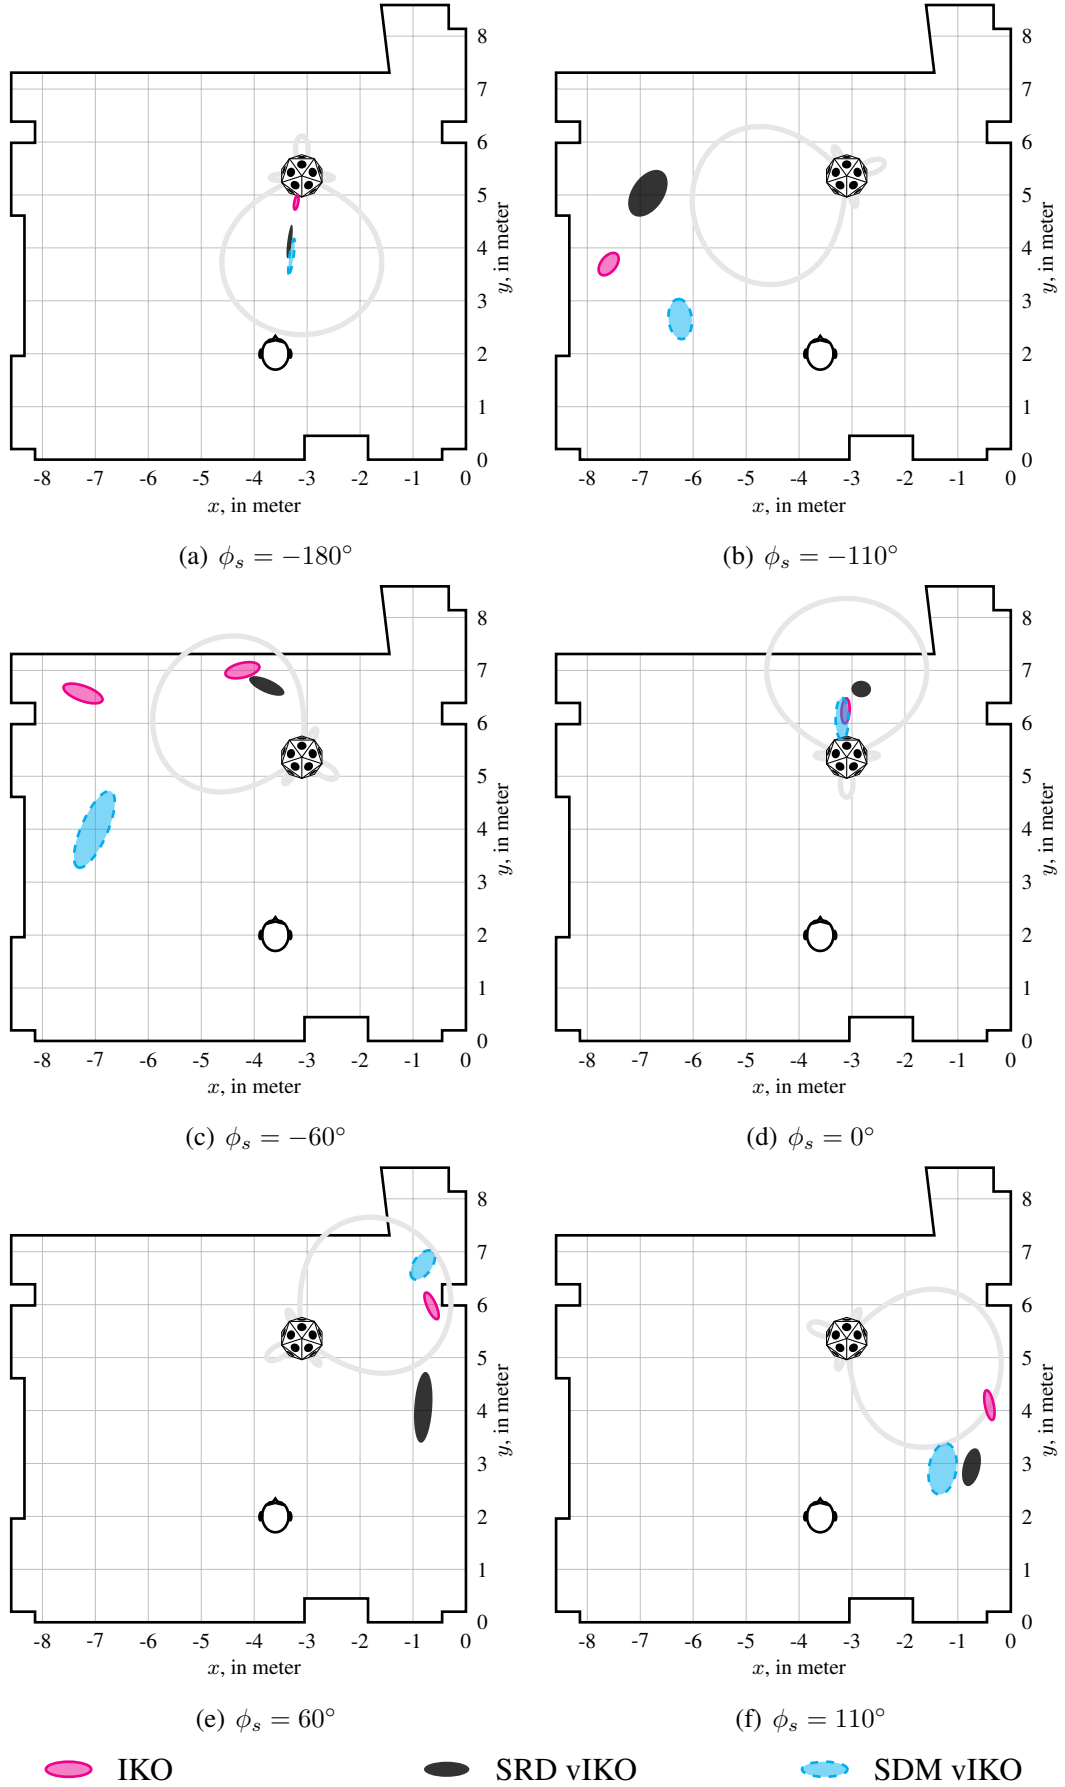 8
7
6
5
4
3
2
1
0
y, in meter
-8 -7 -6 -5 -4 -3 -2 -1 0
x, in meter
(a) ϕs = −180°
8
7
6
5
4
3
2
1
0
y, in meter
-8 -7 -6 -5 -4 -3 -2 -1 0
x, in meter
(b) ϕs = −110°
8
7
6
5
4
3
2
1
0
y, in meter
-8 -7 -6 -5 -4 -3 -2 -1 0
x, in meter
(c) ϕs = −60°
8
7
6
5
4
3
2
1
0
y, in meter
-8 -7 -6 -5 -4 -3 -2 -1 0
x, in meter
(d) ϕs = 0°
8
7
6
5
4
3
2
1
0
y, in meter
-8 -7 -6 -5 -4 -3 -2 -1 0
x, in meter
(e) ϕs = 60°
8
7
6
5
4
3
2
1
0
y, in meter
-8 -7 -6 -5 -4 -3 -2 -1 0
x, in meter
(f) ϕs = 110°
IKO SRD vIKO SDM vIKO